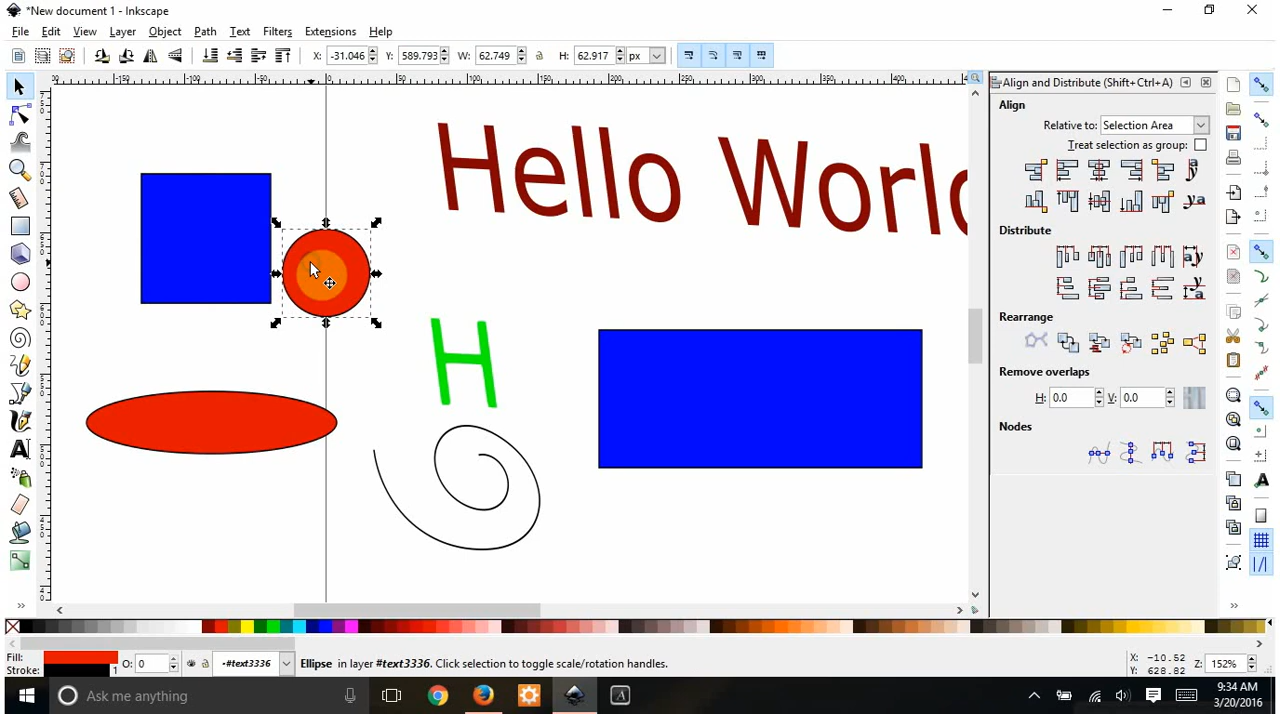 *New document 1 - Inkscape
File Edit View Layer Object Path Text Filters Extensions Help
X: -31.046 Y: 589.793 W: 62.749 H: 62.917 px
Align and Distribute (Shift+Ctrl+A)
Align
Relative to: Selection Area
Treat selection as group:
Distribute
Rearrange
Remove overlaps
H: 0.0 V: 0.0
Nodes
Hello World
H
Fill:
Stroke: 1
O: 0
•#text3336
Ellipse in layer #text3336. Click selection to toggle scale/rotation handles.
X: -10.52
Y: 628.82
Z: 152%
Ask me anything
9:34 AM
3/20/2016